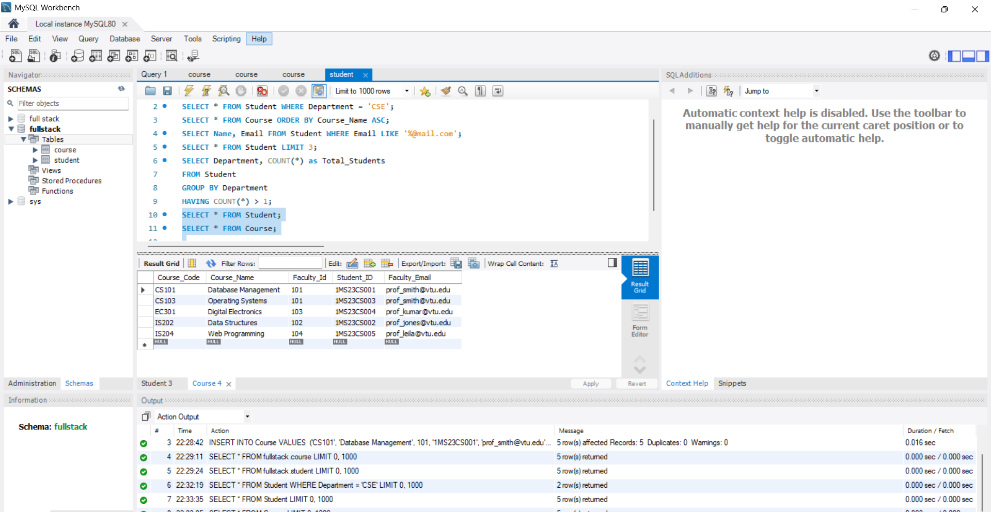 MySQL Workbench
Local instance MySQL80 ×
File Edit View Query Database Server Tools Scripting Help
Navigator
SCHEMAS
Filter objects
full stack
fullstack
Tables
course
student
Views
Stored Procedures
Functions
sys
Administration Schemas
Information
Schema: fullstack
Query 1 course course course student ×
Limit to 1000 rows
2 SELECT * FROM Student WHERE Department = 'CSE';
3 SELECT * FROM Course ORDER BY Course_Name ASC;
4 SELECT Name, Email FROM Student WHERE Email LIKE '%@mail.com';
5 SELECT * FROM Student LIMIT 3;
6 SELECT Department, COUNT(*) as Total_Students
7 FROM Student
8 GROUP BY Department
9 HAVING COUNT(*) > 1;
10 SELECT * FROM Student;
11 SELECT * FROM Course;
Result Grid Filter Rows: Edit: Export/Import: Wrap Cell Content: IA
Course_Code Course_Name Faculty_Id Student_ID Faculty_Email
CS101 Database Management 101 1MS23CS001 prof_smith@vtu.edu
CS103 Operating Systems 101 1MS23CS003 prof_smith@vtu.edu
EC301 Digital Electronics 103 1MS23CS004 prof_kumar@vtu.edu
IS202 Data Structures 102 1MS23CS002 prof_jones@vtu.edu
IS204 Web Programming 104 1MS23CS005 prof_leila@vtu.edu
NULL NULL NULL NULL NULL
Result Grid
Form Editor
Student 3 Course 4 × Apply Revert
SQLAdditions
Jump to
Automatic context help is disabled. Use the toolbar to
manually get help for the current caret position or to
toggle automatic help.
Context Help Snippets
Output
Action Output
# Time Action Message Duration / Fetch
3 22:28:42 INSERT INTO Course VALUES ('CS101', 'Database Management', 101, '1MS23CS001', 'prof_smith@vtu.edu'... 5 row(s) affected Records: 5 Duplicates: 0 Warnings: 0 0.016 sec
4 22:29:11 SELECT * FROM fullstack.course LIMIT 0, 1000 5 row(s) returned 0.000 sec / 0.000 sec
5 22:29:24 SELECT * FROM fullstack.student LIMIT 0, 1000 5 row(s) returned 0.000 sec / 0.000 sec
6 22:32:19 SELECT * FROM Student WHERE Department = 'CSE' LIMIT 0, 1000 2 row(s) returned 0.000 sec / 0.000 sec
7 22:33:35 SELECT * FROM Student LIMIT 0, 1000 5 row(s) returned 0.000 sec / 0.000 sec